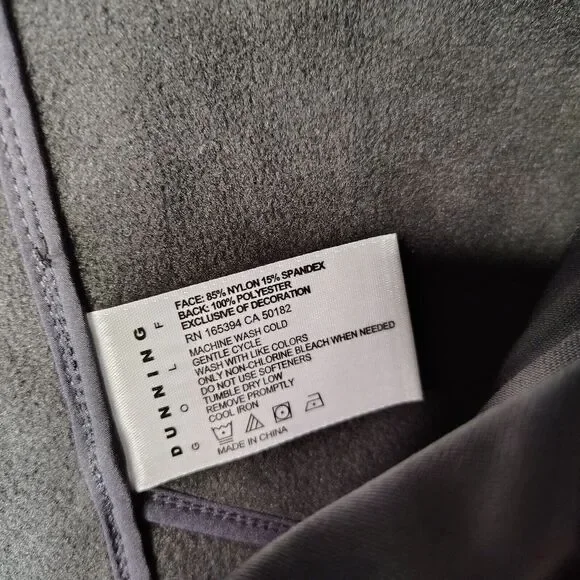 DUNNING
GOLF
FACE: 85% NYLON 15% SPANDEX
BACK: 100% POLYESTER
EXCLUSIVE OF DECORATION
RN 165394 CA 50182
MACHINE WASH COLD
GENTLE CYCLE
WASH WITH LIKE COLORS
ONLY NON-CHLORINE BLEACH WHEN NEEDED
DO NOT USE SOFTENERS
TUMBLE DRY LOW
REMOVE PROMPTLY
COOL IRON
MADE IN CHINA